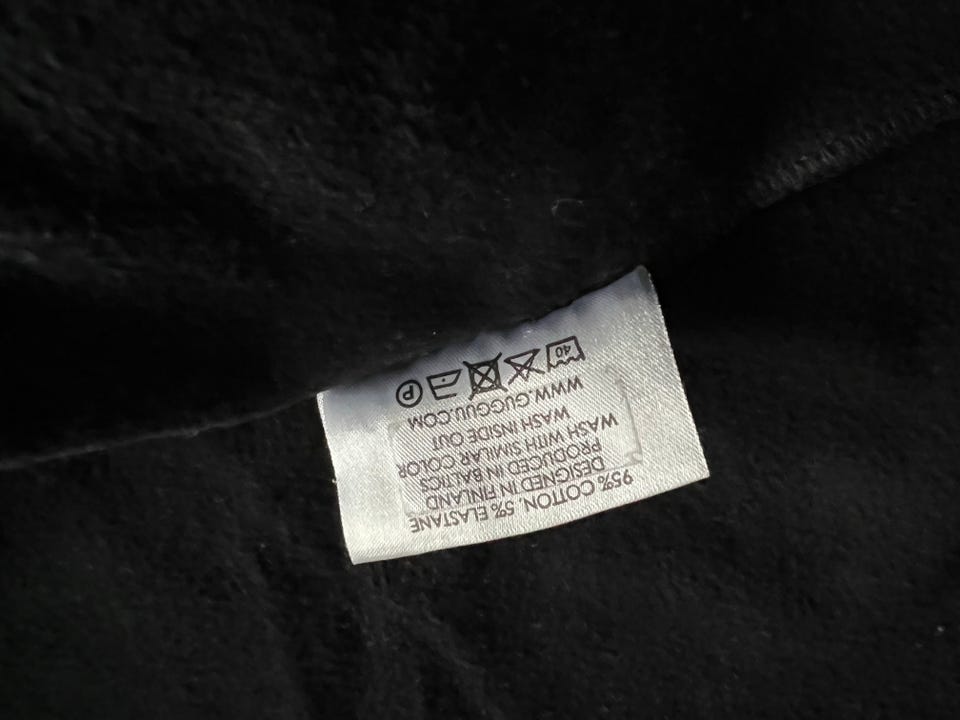 95% COTTON, 5% ELASTANE
DESIGNED IN FINLAND
PRODUCED IN BALTICS
WASH WITH SIMILAR COLOR
WASH INSIDE OUT
WWW.GUGGUU.COM
40 P